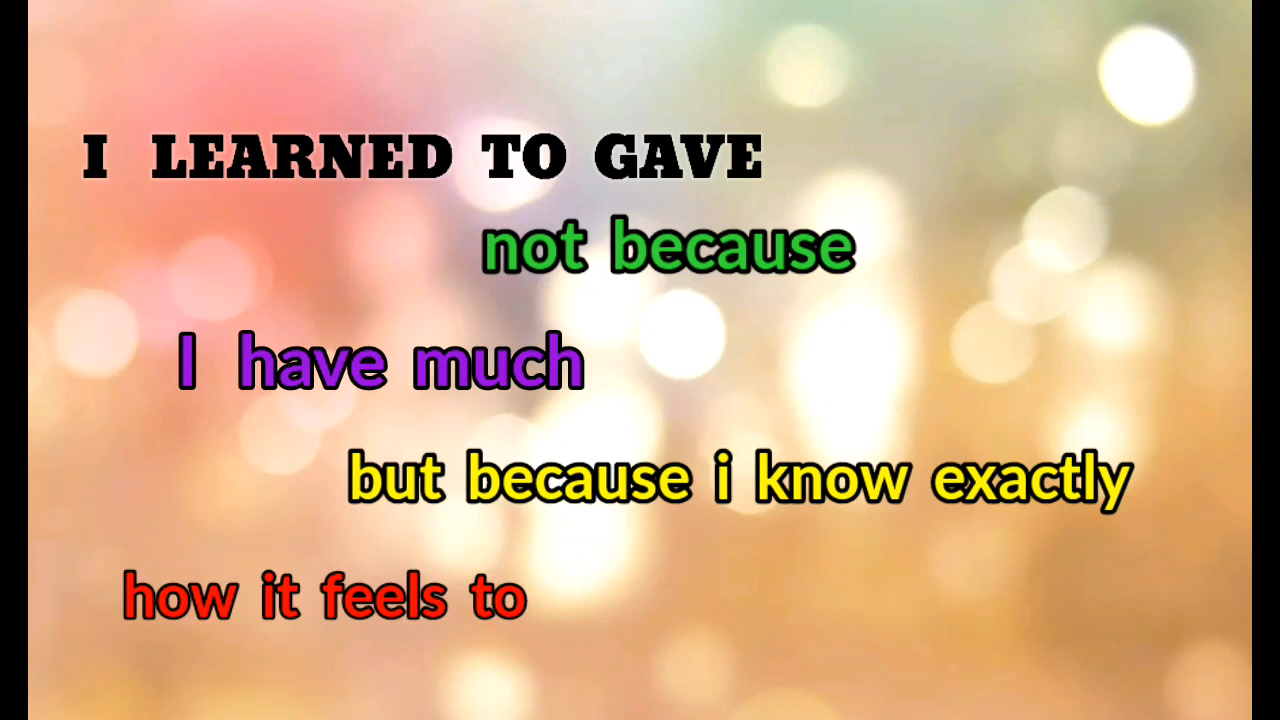 I LEARNED TO GAVE
not because
I have much
but because i know exactly
how it feels to